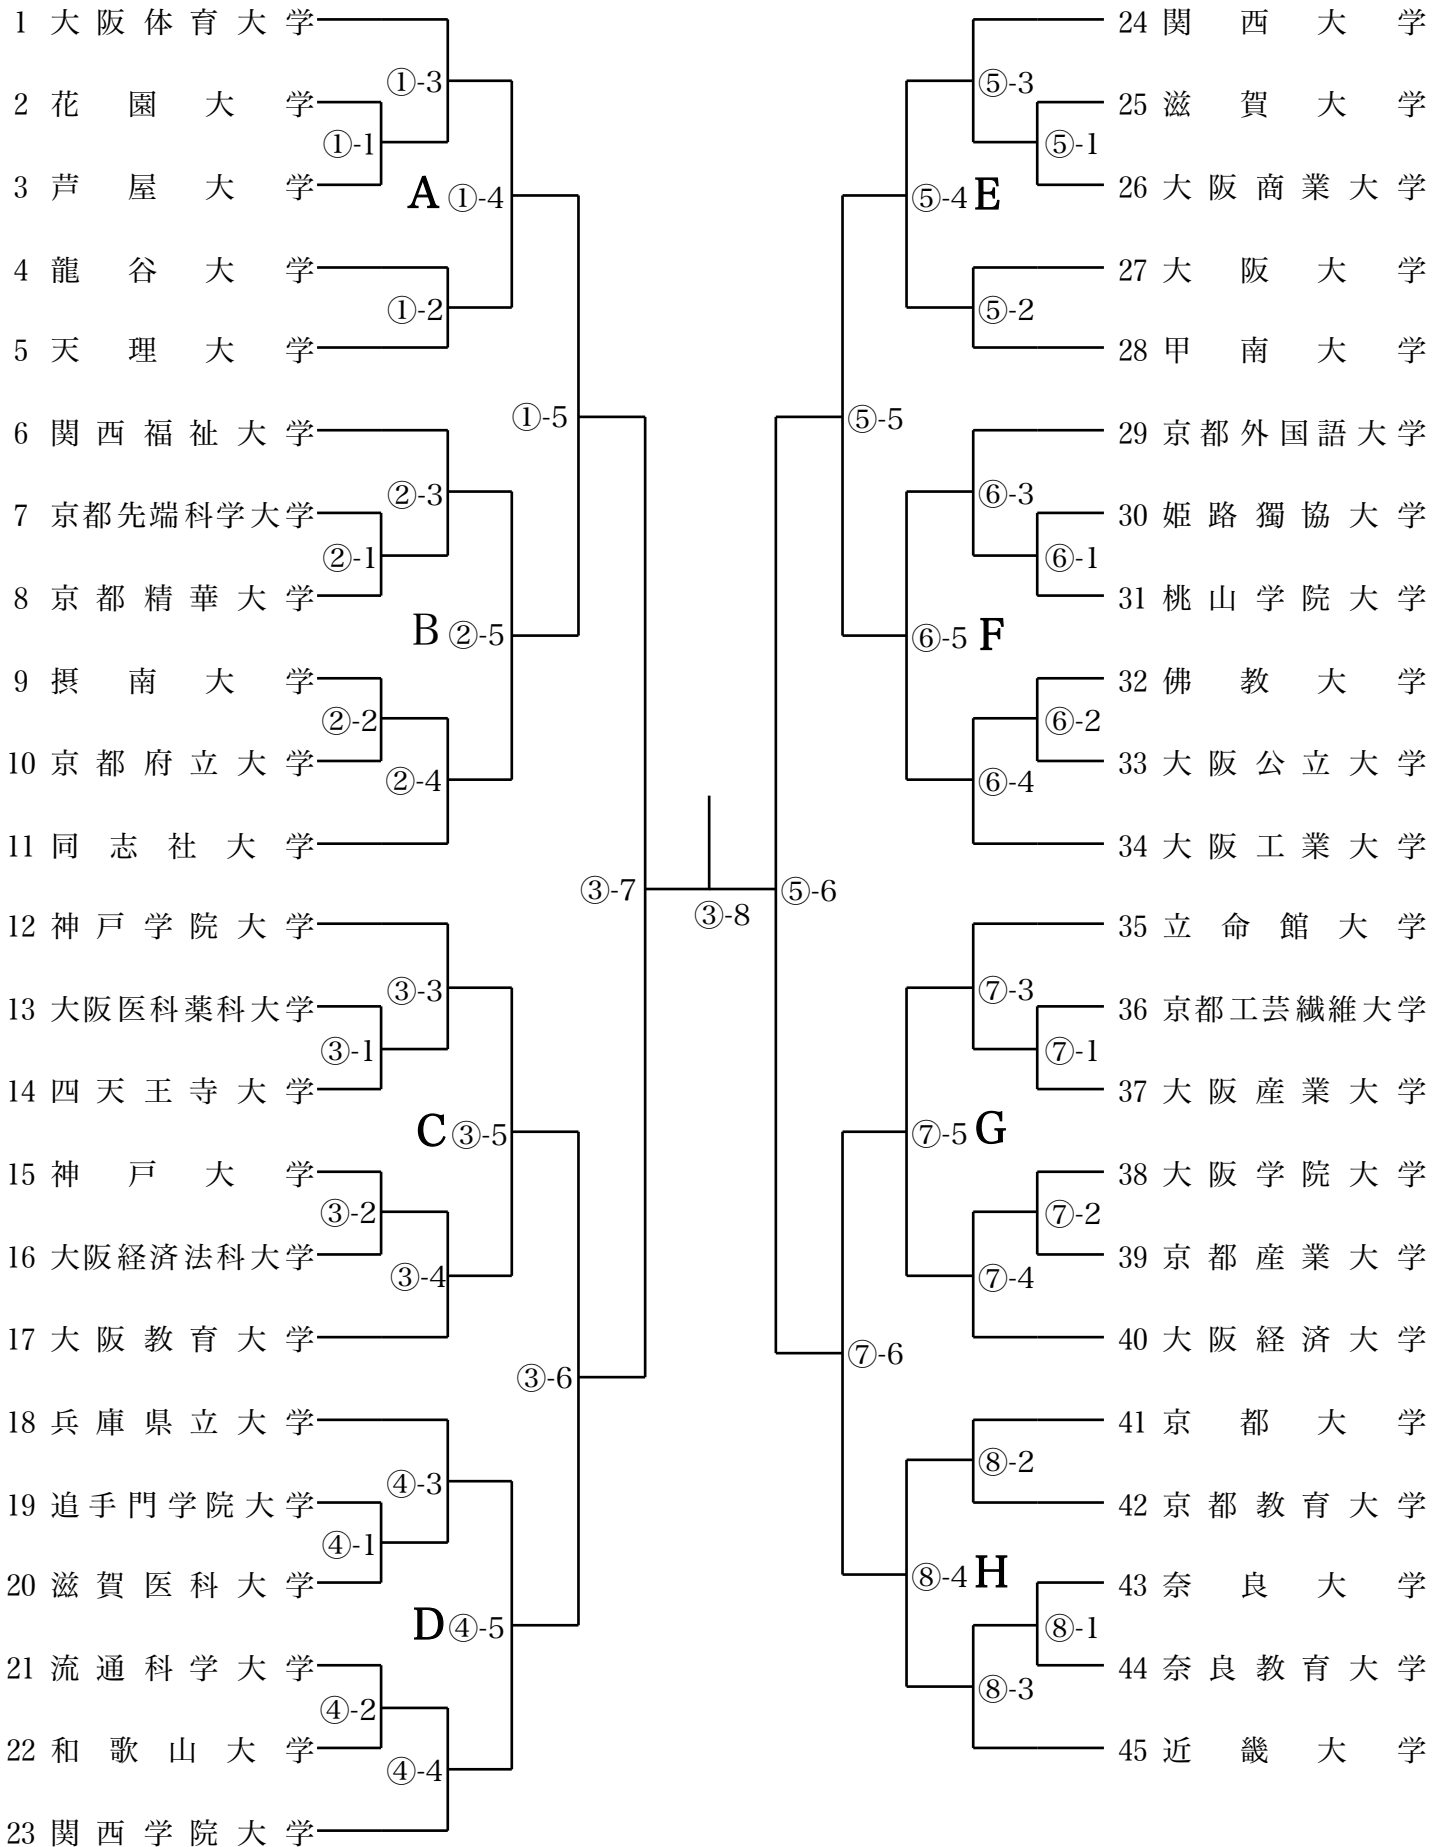 1 大阪体育大学
①-3
2 花園大学
①-1
3 芦屋大学
A ①-4
4 龍谷大学
①-2
5 天理大学
①-5
6 関西福祉大学
②-3
7 京都先端科学大学
②-1
8 京都精華大学
B ②-5
9 摂南大学
②-2
10 京都府立大学
②-4
11 同志社大学
③-7
12 神戸学院大学
③-3
13 大阪医科薬科大学
③-1
14 四天王寺大学
C ③-5
15 神戸大学
③-2
16 大阪経済法科大学
③-4
17 大阪教育大学
③-6
18 兵庫県立大学
④-3
19 追手門学院大学
④-1
20 滋賀医科大学
D ④-5
21 流通科学大学
④-2
22 和歌山大学
④-4
23 関西学院大学
③-8
24 関西大学
⑤-3
25 滋賀大学
⑤-1
26 大阪商業大学
⑤-4 E
27 大阪大学
⑤-2
28 甲南大学
⑤-5
29 京都外国語大学
⑥-3
30 姫路獨協大学
⑥-1
31 桃山学院大学
⑥-5 F
32 佛教大学
⑥-2
33 大阪公立大学
⑥-4
34 大阪工業大学
⑤-6
35 立命館大学
⑦-3
36 京都工芸繊維大学
⑦-1
37 大阪産業大学
⑦-5 G
38 大阪学院大学
⑦-2
39 京都産業大学
⑦-4
40 大阪経済大学
⑦-6
41 京都大学
⑧-2
42 京都教育大学
⑧-4 H
43 奈良大学
⑧-1
44 奈良教育大学
⑧-3
45 近畿大学